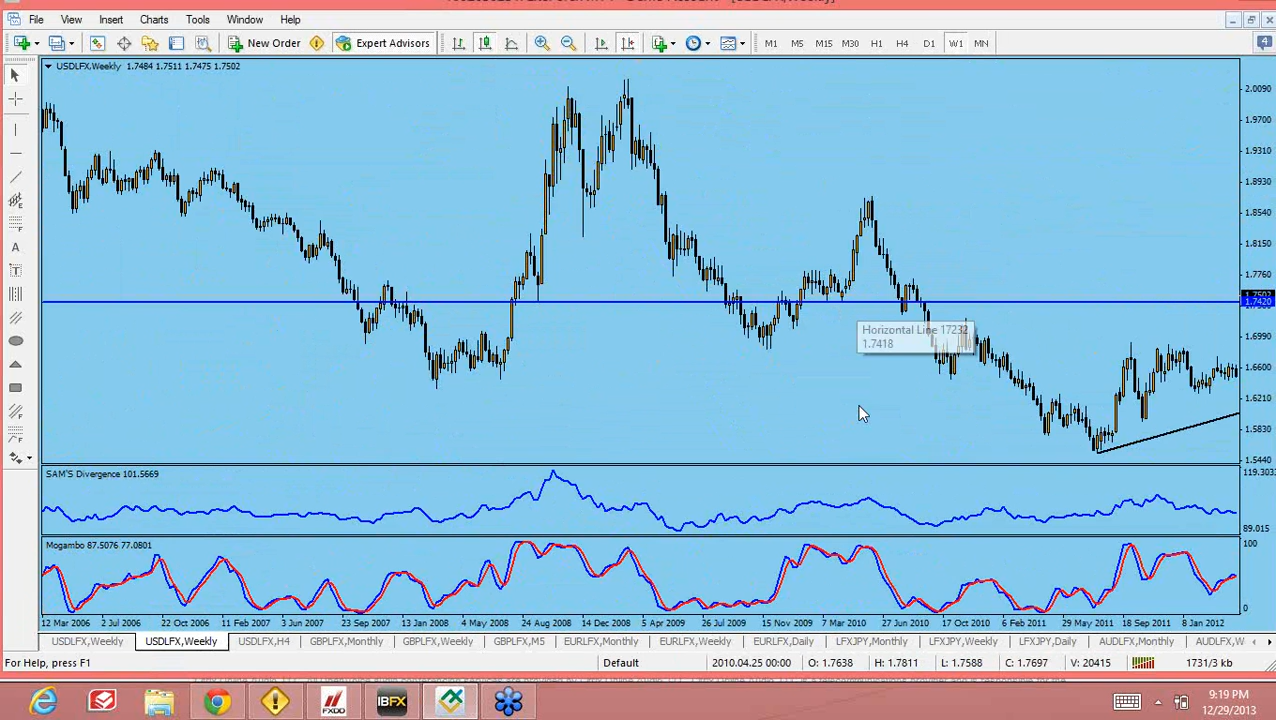 File View Insert Charts Tools Window Help
New Order Expert Advisors M1 M5 M15 M30 H1 H4 D1 W1 MN 4
USDLFX,Weekly 1.7484 1.7511 1.7475 1.7502
2.0090
1.9700
1.9310
1.8930
1.8540
1.8150
1.7760
1.7502
1.7420
1.6990
1.6600
1.6210
1.5830
1.5440
Horizontal Line 17232
1.7418
SAM'S Divergence 101.5669
119.3033
89.015
Mogambo 87.5076 77.0801
100
0
12 Mar 2006 2 Jul 2006 22 Oct 2006 11 Feb 2007 3 Jun 2007 23 Sep 2007 13 Jan 2008 4 May 2008 24 Aug 2008 14 Dec 2008 5 Apr 2009 26 Jul 2009 15 Nov 2009 7 Mar 2010 27 Jun 2010 17 Oct 2010 6 Feb 2011 29 May 2011 18 Sep 2011 8 Jan 2012
USDLFX,Weekly USDLFX,Weekly USDLFX,H4 GBPLFX,Monthly GBPLFX,Weekly GBPLFX,M5 EURLFX,Monthly EURLFX,Weekly EURLFX,Daily LFXJPY,Monthly LFXJPY,Weekly LFXJPY,Daily AUDLFX,Monthly AUDLFX,W
For Help, press F1 Default 2010.04.25 00:00 O: 1.7638 H: 1.7811 L: 1.7588 C: 1.7697 V: 20415 1731/3 kb
FXDD IBFX
9:19 PM
12/29/2013